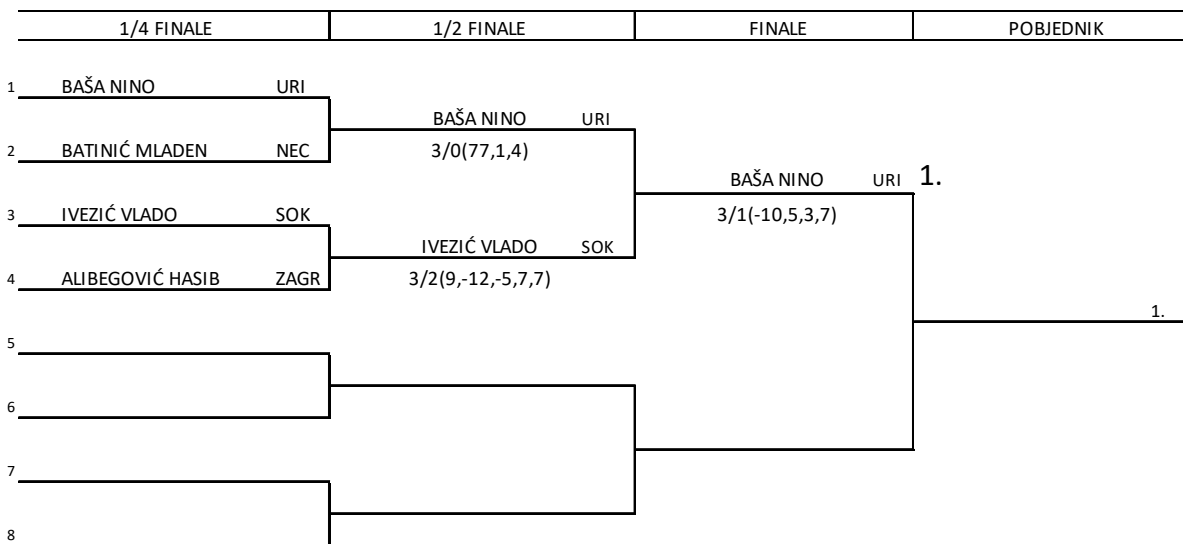 1/4 FINALE 1/2 FINALE FINALE POBJEDNIK
1 BAŠA NINO URI
BAŠA NINO URI
2 BATINIĆ MLADEN NEC 3/0(77,1,4)
BAŠA NINO URI 1.
3 IVEZIĆ VLADO SOK 3/1(-10,5,3,7)
IVEZIĆ VLADO SOK
4 ALIBEGOVIĆ HASIB ZAGR 3/2(9,-12,-5,7,7)
1.
5
6
7
8